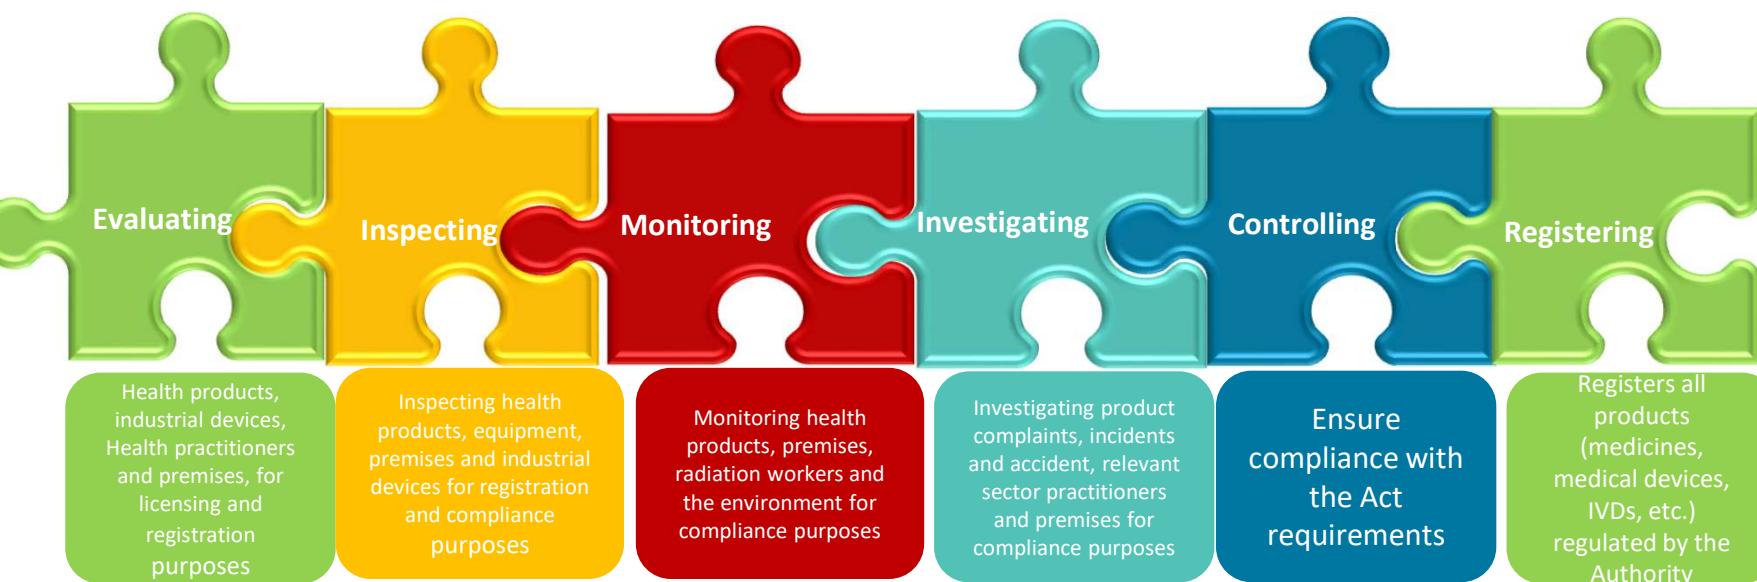 Evaluating
Inspecting
Monitoring
Investigating
Controlling
Registering
Health products,
industrial devices,
Health practitioners
and premises, for
licensing and
registration
purposes
Inspecting health
products, equipment,
premises and industrial
devices for registration
and compliance
purposes
Monitoring health
products, premises,
radiation workers and
the environment for
compliance purposes
Investigating product
complaints, incidents
and accident, relevant
sector practitioners
and premises for
compliance purposes
Ensure
compliance with
the Act
requirements
Registers all
products
(medicines,
medical devices,
IVDs, etc.)
regulated by the
Authority